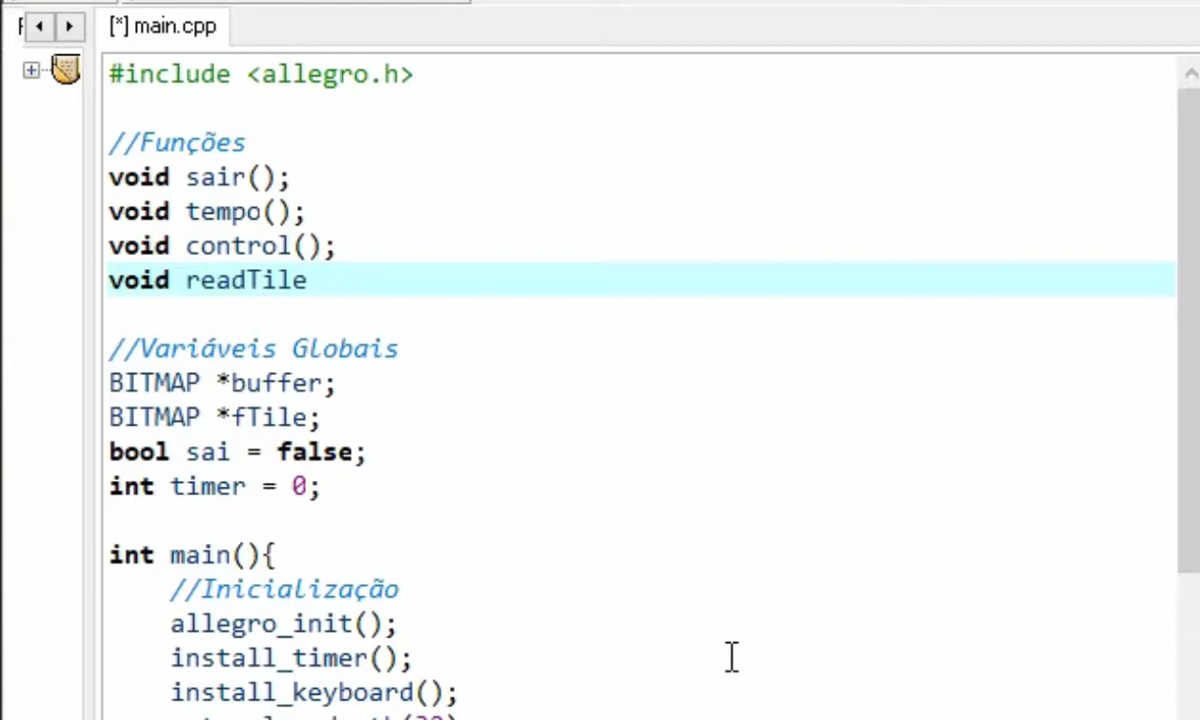 [*] main.cpp
#include <allegro.h>
//Funções
void sair();
void tempo();
void control();
void readTile
//Variáveis Globais
BITMAP *buffer;
BITMAP *fTile;
bool sai = false;
int timer = 0;
int main(){
//Inicialização
allegro_init();
install_timer();
install_keyboard();